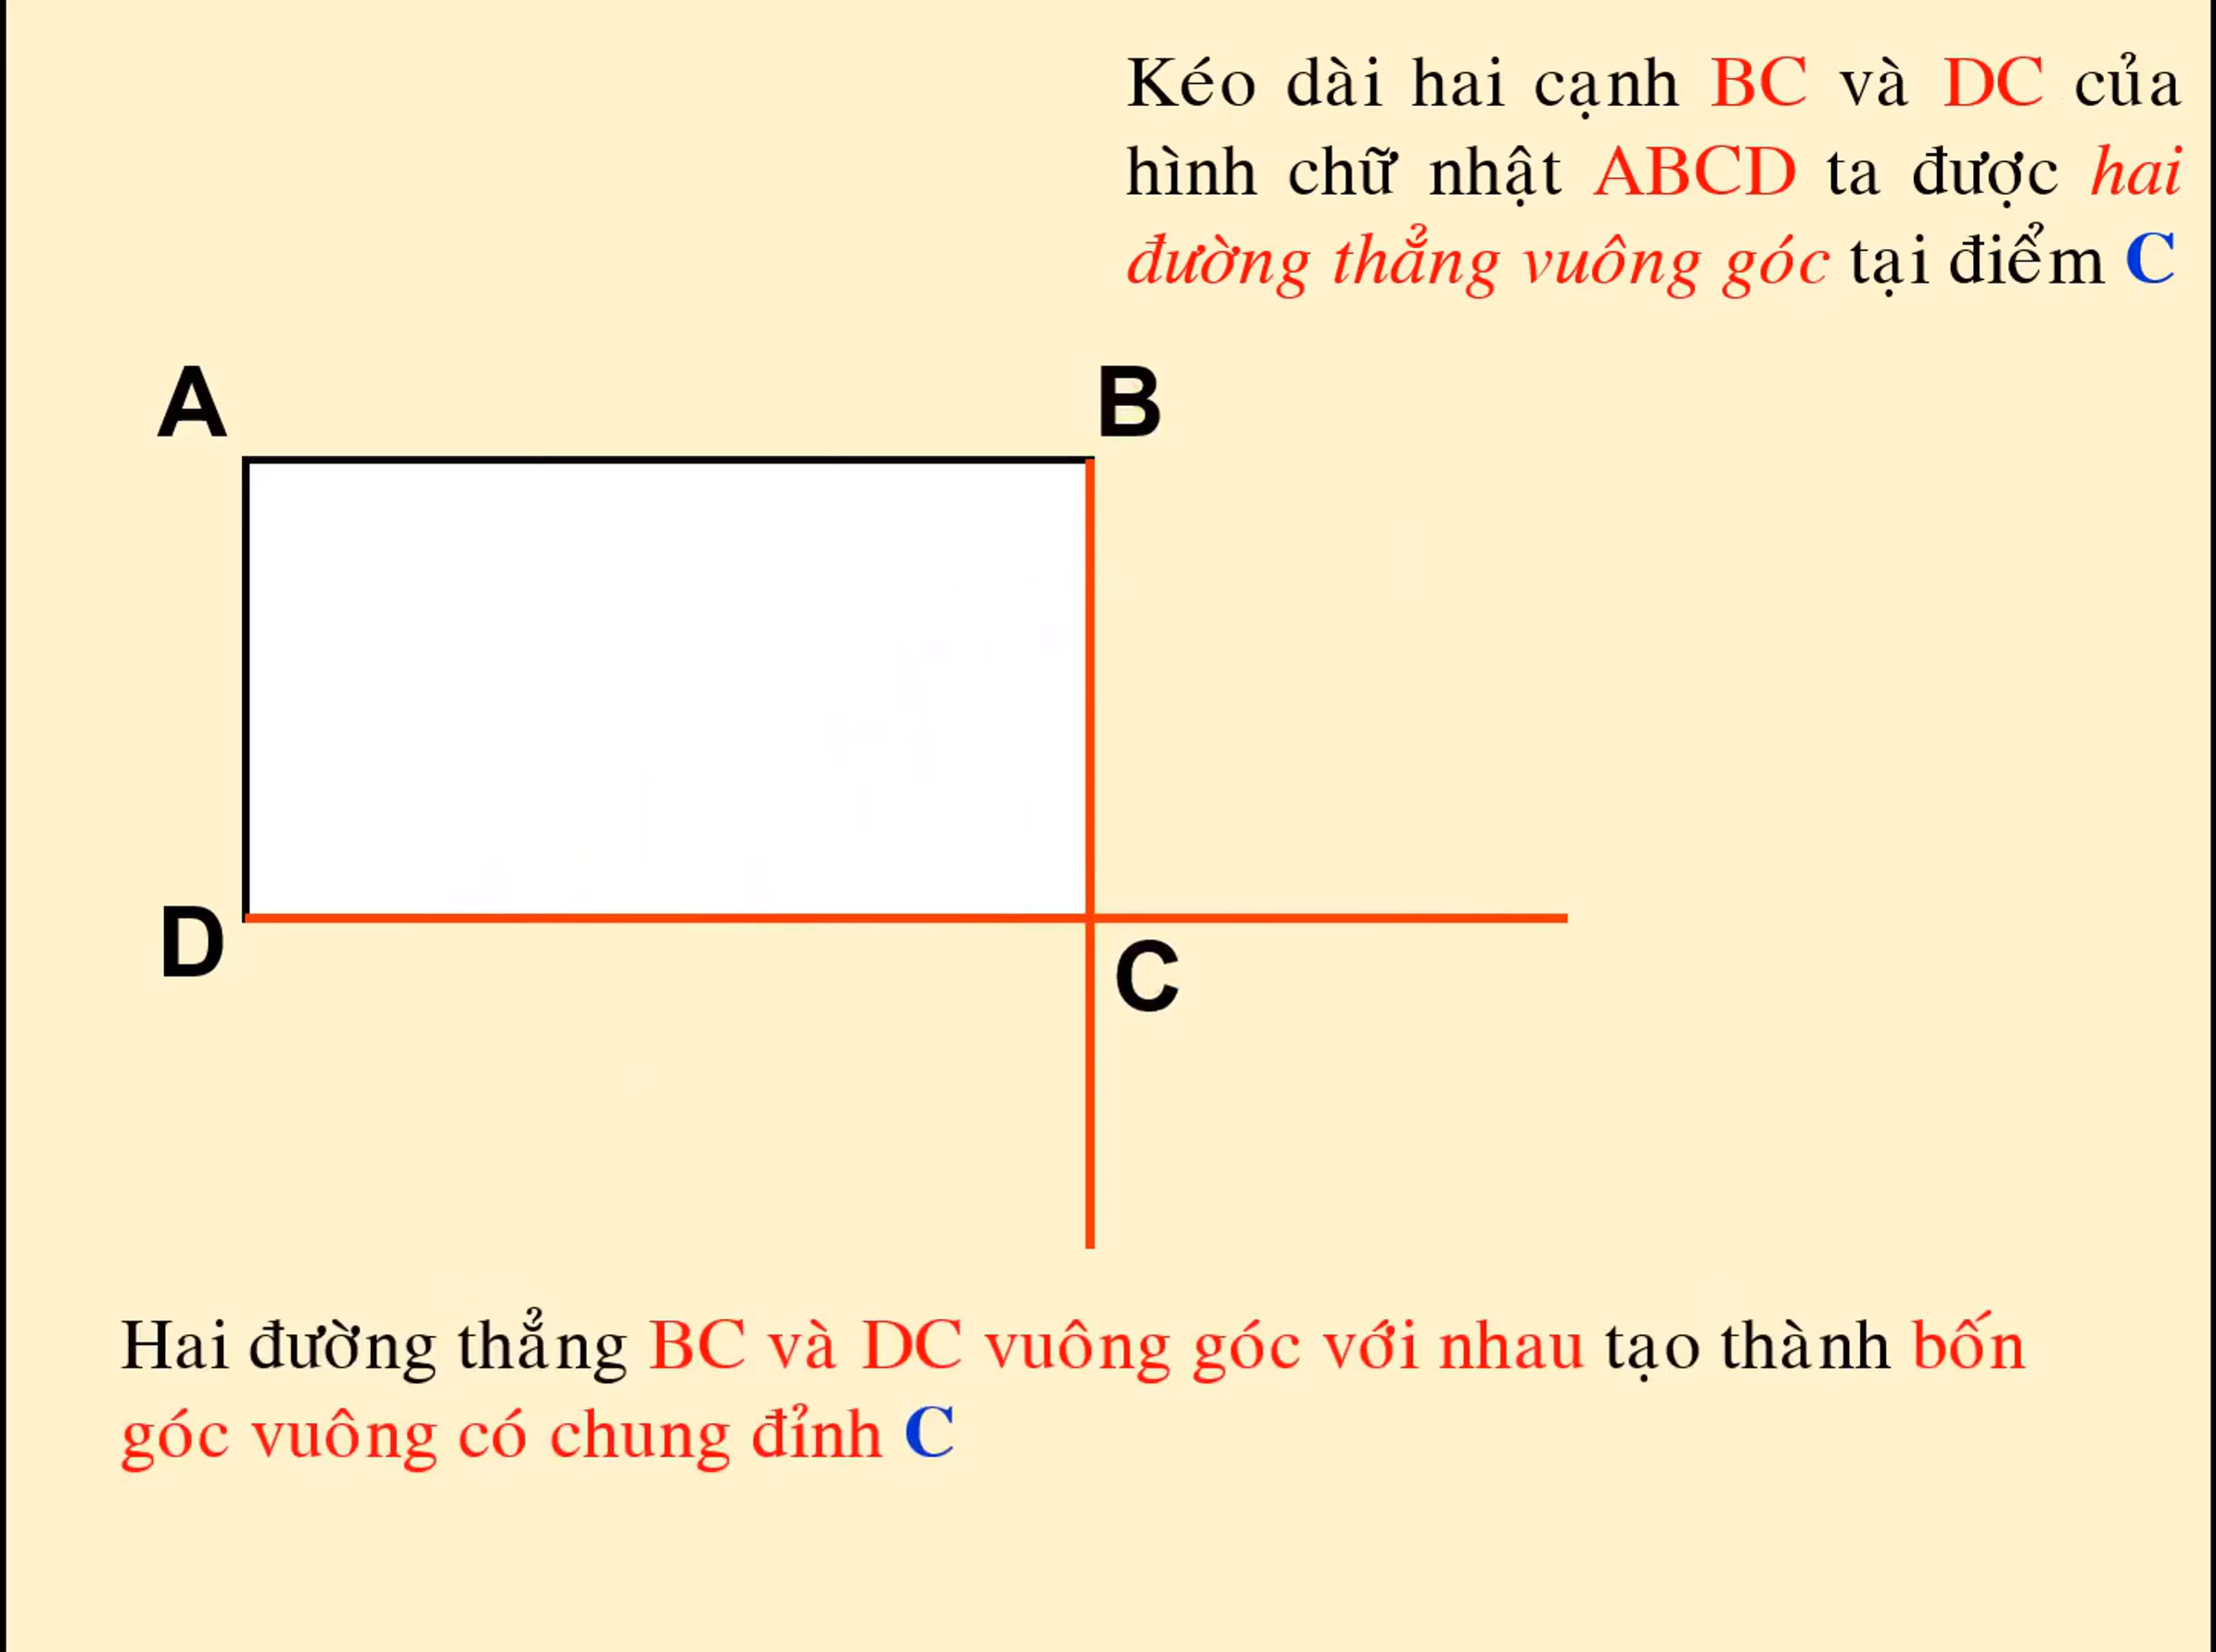 Kéo dài hai cạnh BC và DC của
hình chữ nhật ABCD ta được hai
đường thẳng vuông góc tại điểm C
A
B
D
C
Hai đường thẳng BC và DC vuông góc với nhau tạo thành bốn
góc vuông có chung đỉnh C